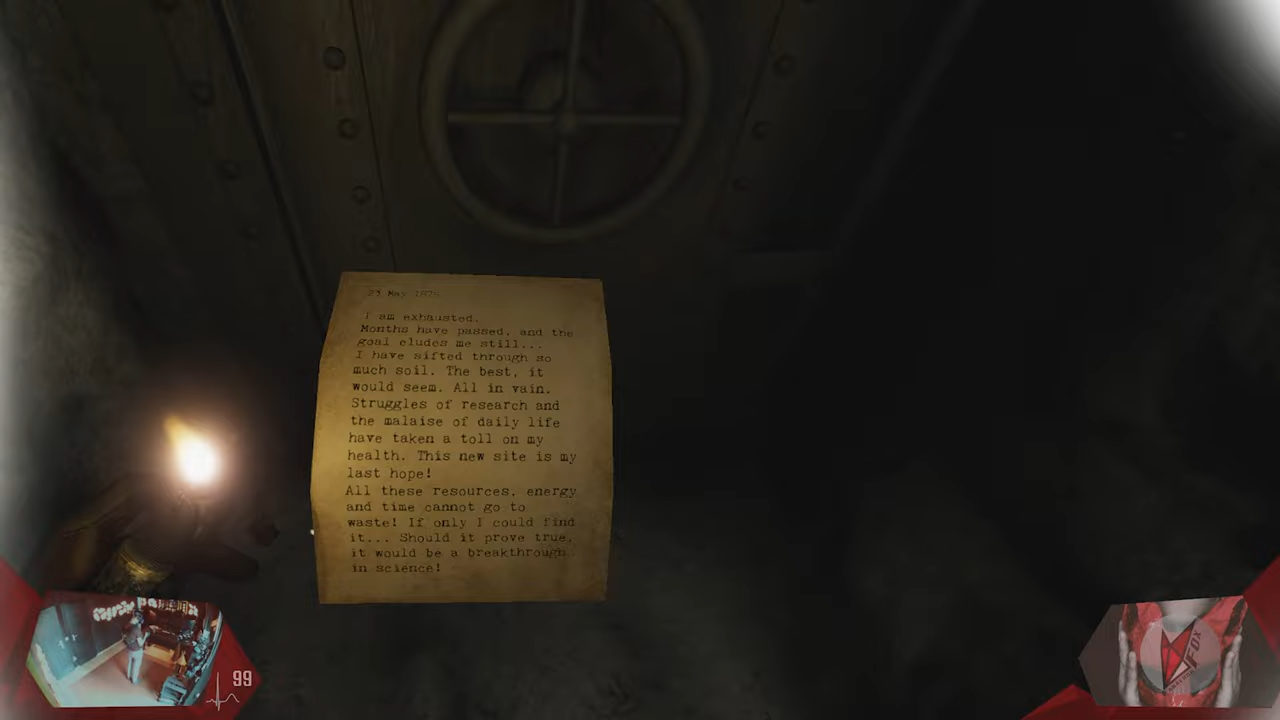 23 May
I am exhausted.
Months have passed, and the
goal eludes me still...
I have sifted through so
much soil. The best, it
would seem. All in vain.
Struggles of research and
the malaise of daily life
have taken a toll on my
health. This new site is my
last hope!
All these resources, energy
and time cannot go to
waste! If only I could find
it... Should it prove true,
it would be a breakthrough
in science!
99
FOX